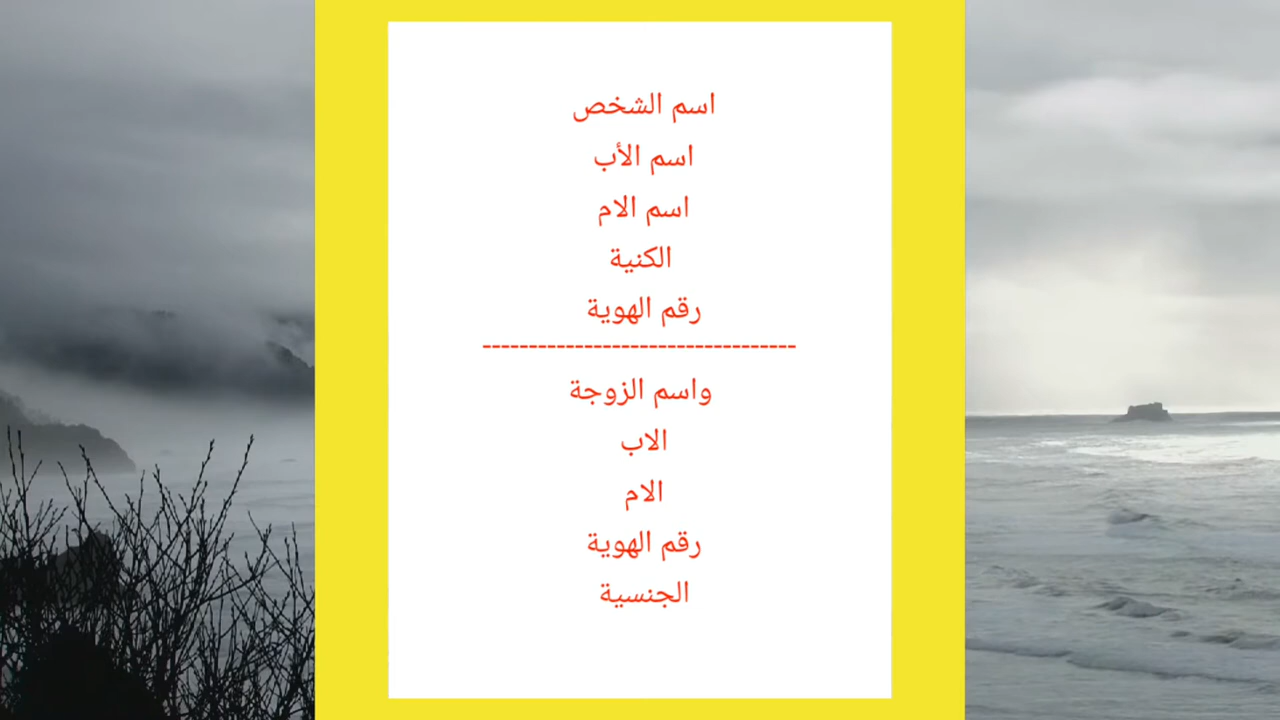 اسم الشخص
اسم الأب
اسم الام
الكنية
رقم الهوية
---------------------------------
واسم الزوجة
الاب
الام
رقم الهوية
الجنسية